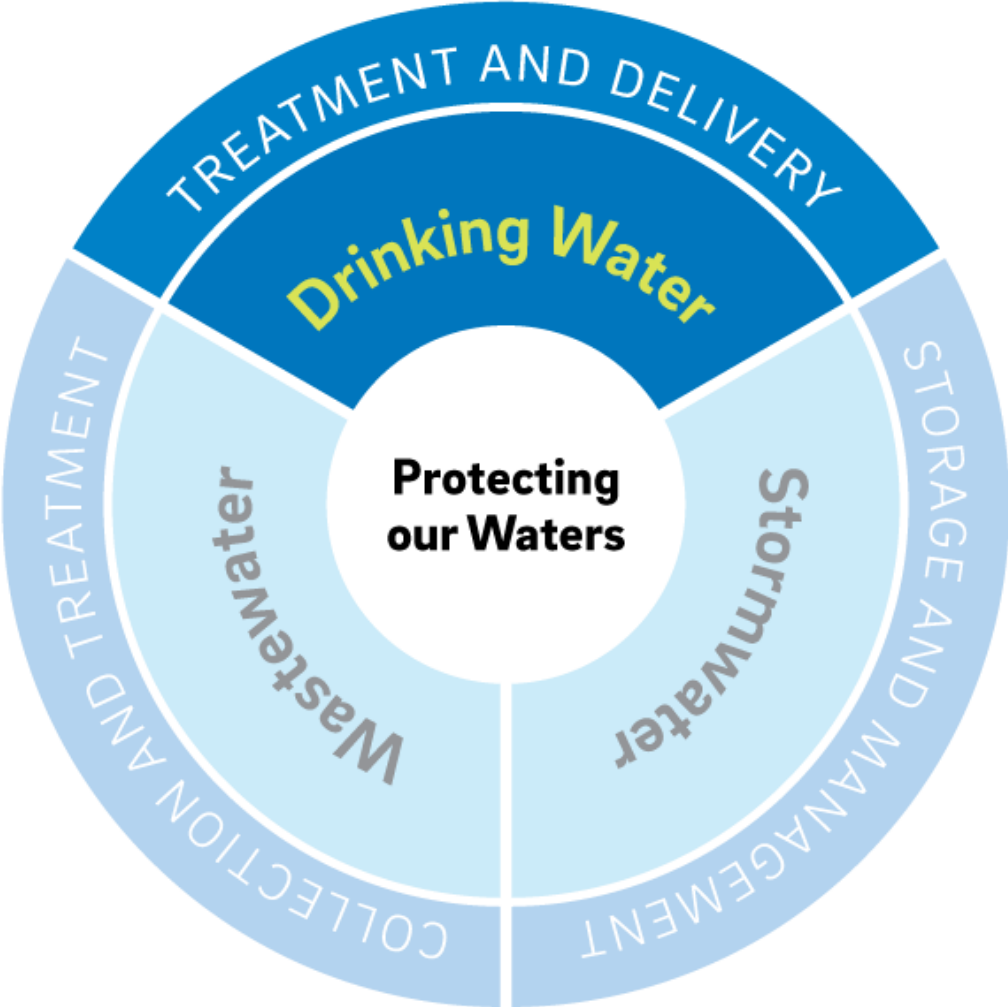 TREATMENT AND DELIVERY
Drinking Water
Protecting
our Waters
STORAGE AND MANAGEMENT
Stormwater
COLLECTION AND TREATMENT
Wastewater